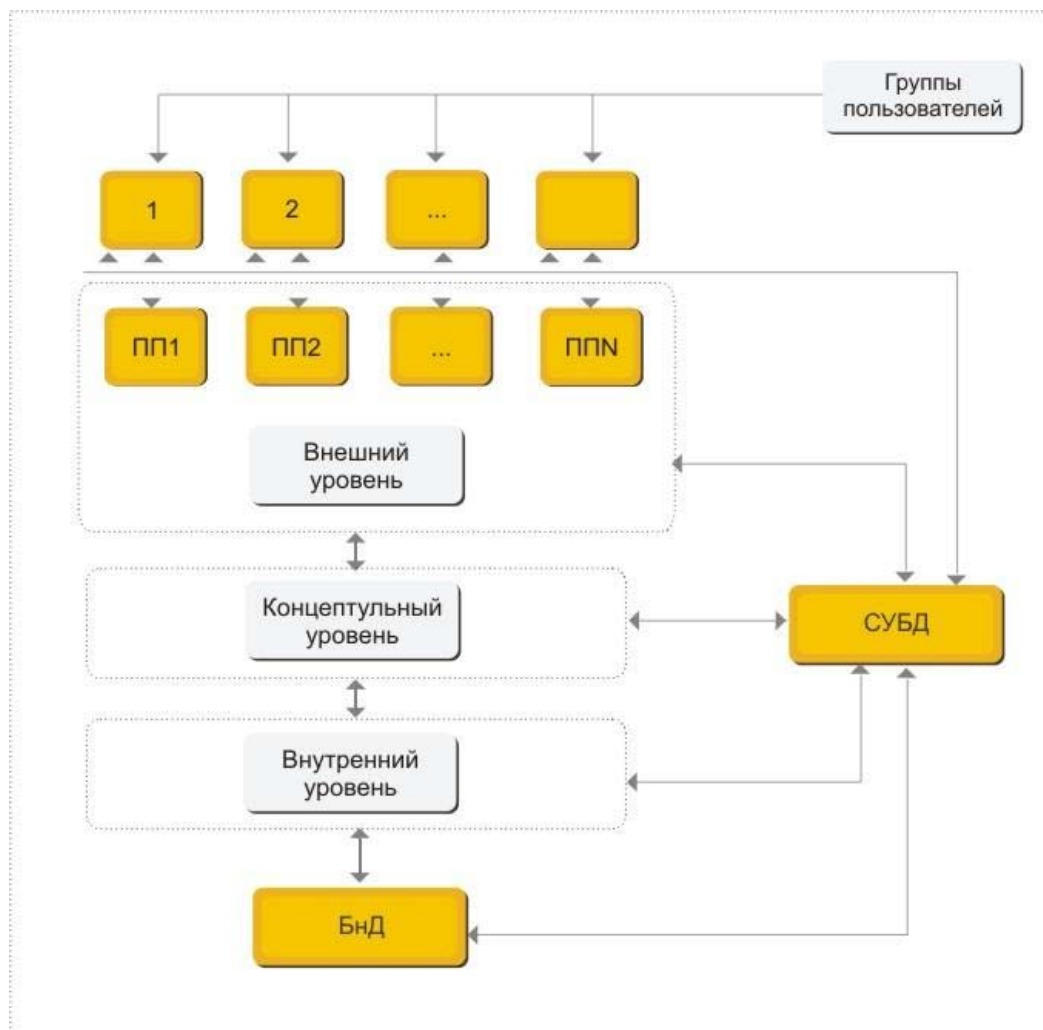 Группы
пользователей
1
2
...
ПП1
ПП2
...
ППN
Внешний
уровень
Концептульный
уровень
СУБД
Внутренний
уровень
БнД